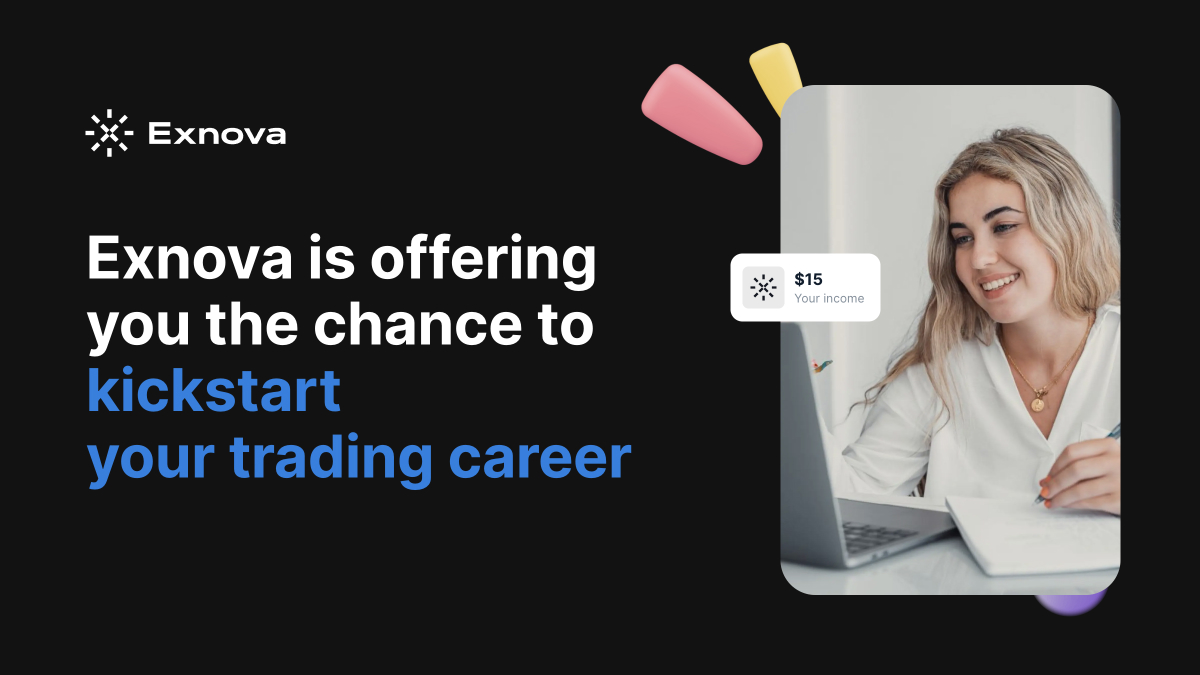 Exnova
Exnova is offering
you the chance to
kickstart
your trading career
$15
Your income